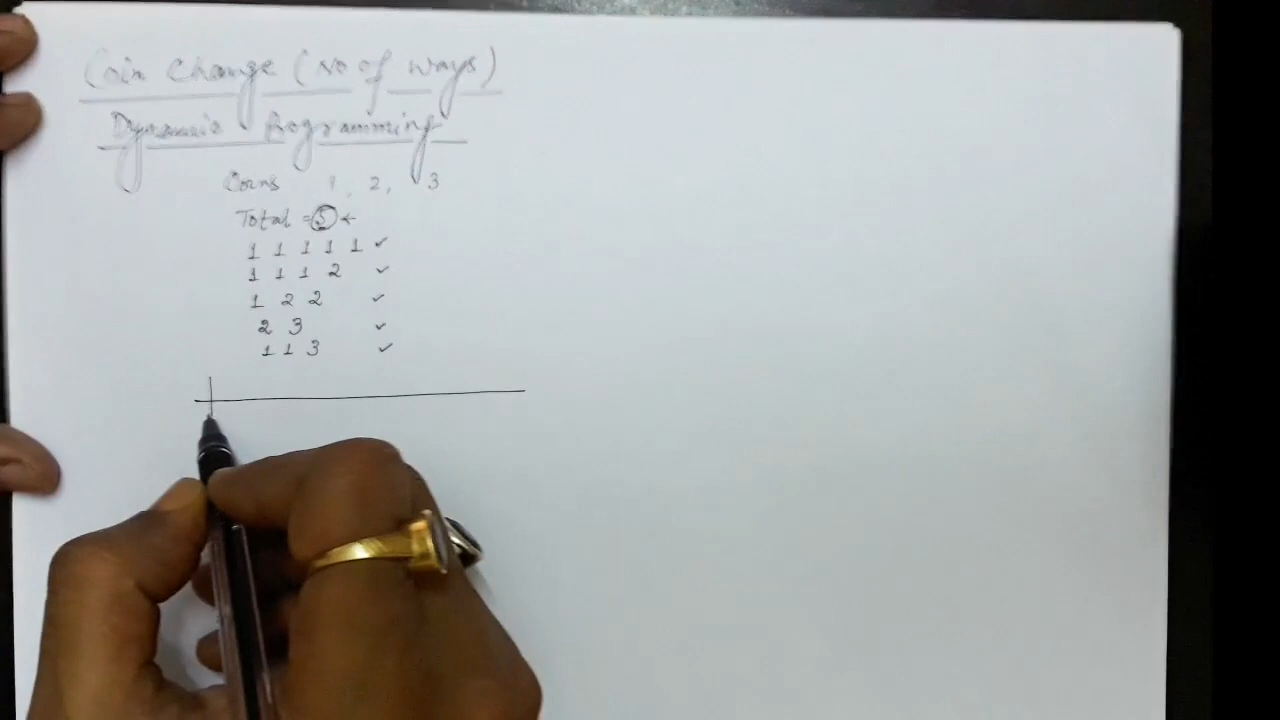 Coin Change (No of ways)
Dynamic Programming
Coins 1, 2, 3
Total = 5 ←
1 1 1 1 1 ✓
1 1 1 2 ✓
1 2 2 ✓
2 3 ✓
1 1 3 ✓